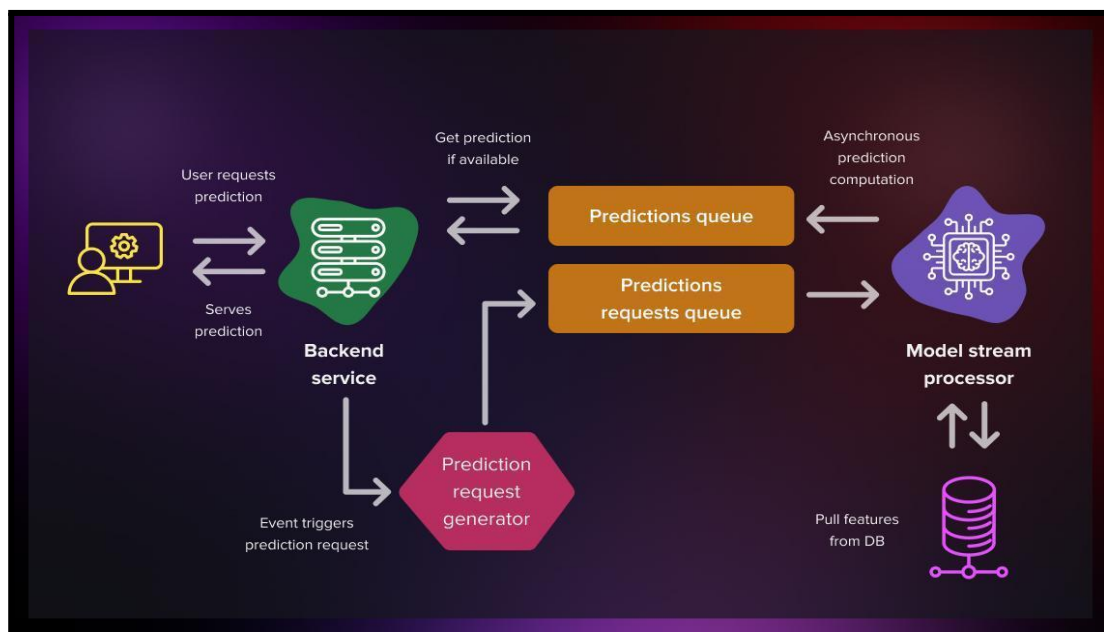 User requests
prediction
Serves
prediction
Backend
service
Get prediction
if available
Predictions queue
Predictions
requests queue
Asynchronous
prediction
computation
Model stream
processor
Event triggers
prediction request
Prediction
request
generator
Pull features
from DB